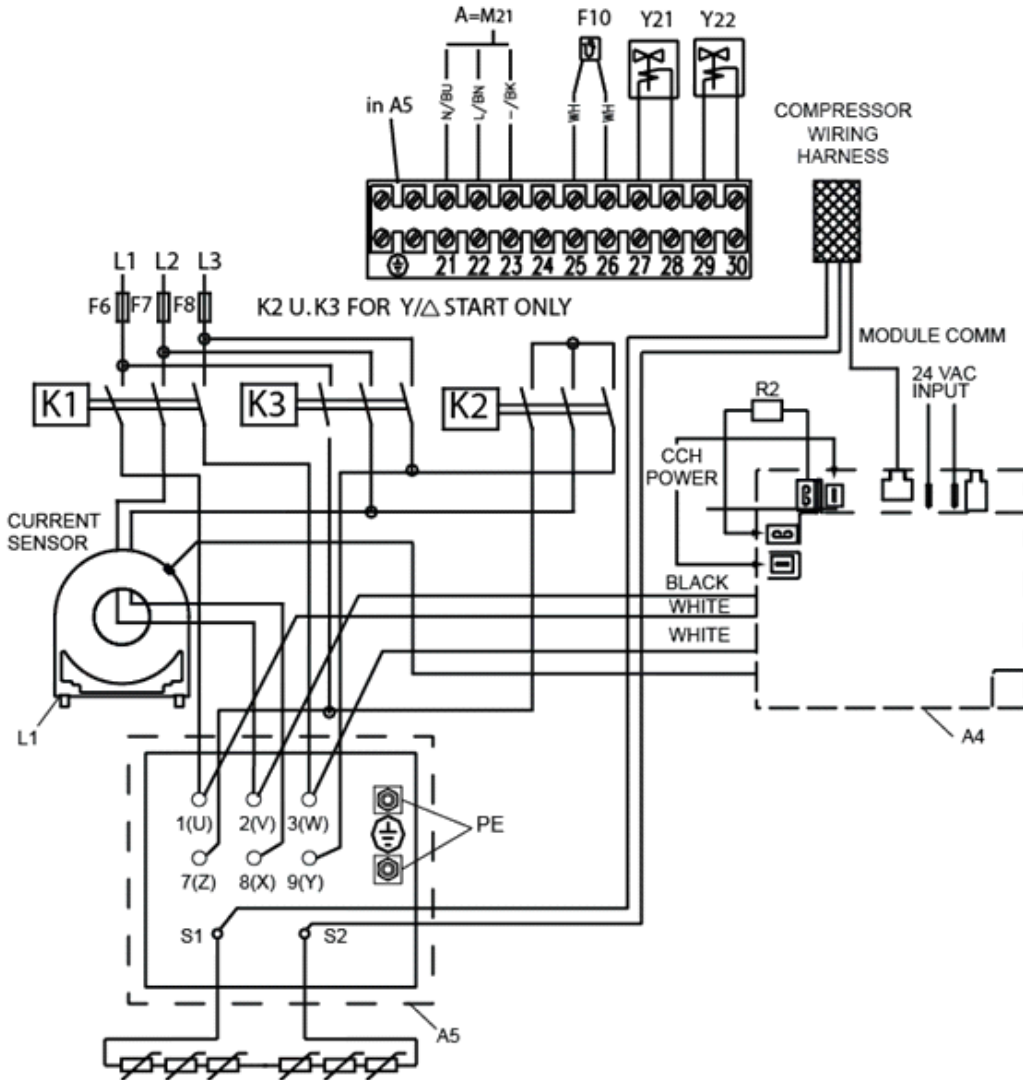 A=M21
F10
Y21
Y22
in A5
N/BU
L/BN
-/BK
WH
WH
COMPRESSOR
WIRING
HARNESS
21 22 23 24 25 26 27 28 29 30
L1 L2 L3
F6 F7 F8
K2 U.K3 FOR Y/△ START ONLY
MODULE COMM
24 VAC
INPUT
K1
K3
K2
R2
CCH
POWER
CURRENT
SENSOR
BLACK
WHITE
WHITE
L1
A4
1(U) 2(V) 3(W)
PE
7(Z) 8(X) 9(Y)
S1
S2
A5